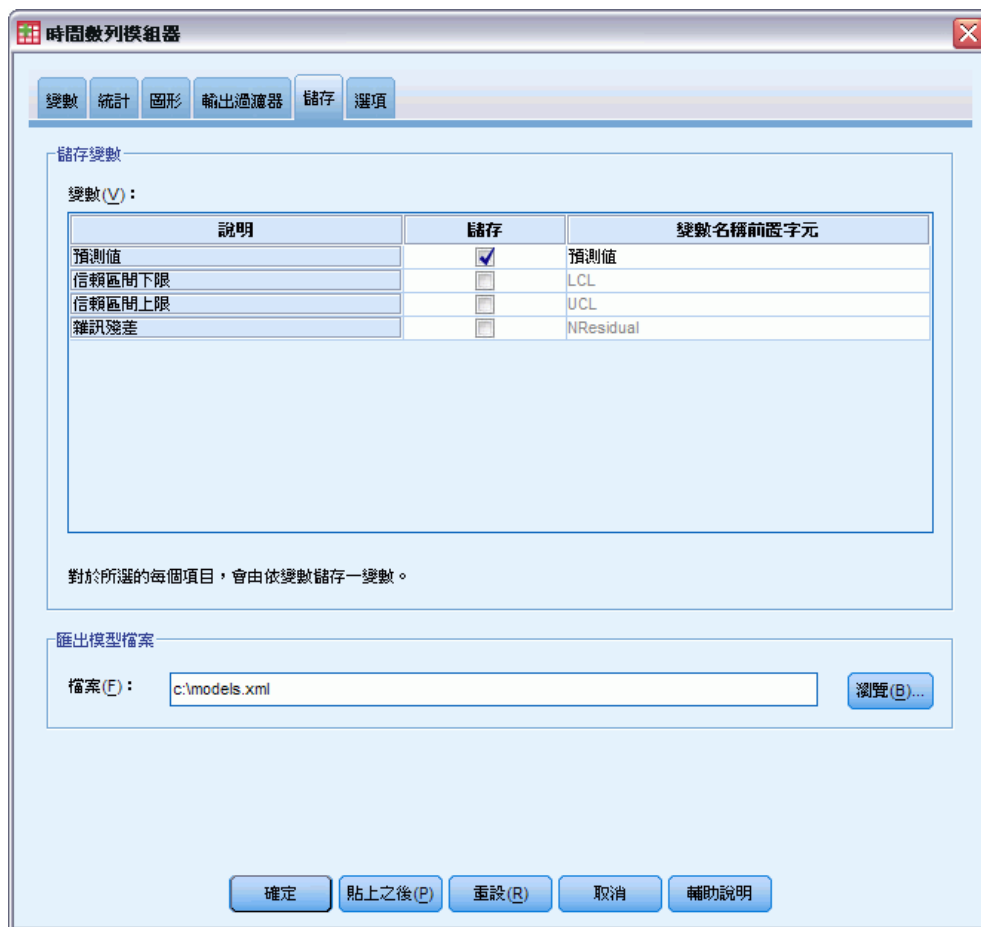 時間數列模組器
變數 統計 圖形 輸出過濾器 儲存 選項
儲存變數
變數(V)：
說明 儲存 變數名稱前置字元
預測值 預測值
信賴區間下限 LCL
信賴區間上限 UCL
雜訊殘差 NResidual
對於所選的每個項目，會由依變數儲存一變數。
匯出模型檔案
檔案(F)： c:\models.xml 瀏覽(B)...
確定 貼上之後(P) 重設(R) 取消 輔助說明